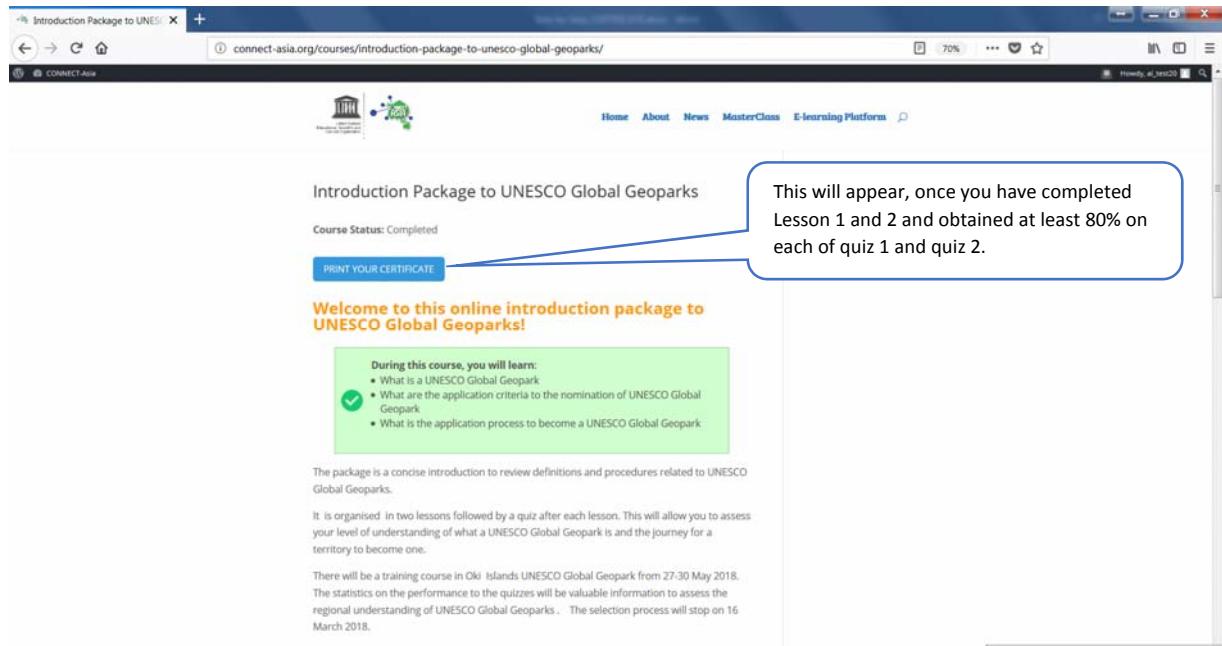 Introduction Package to UNES
connect-asia.org/courses/introduction-package-to-unesco-global-geoparks/
70%
CONNECT-Asia
Howdy, al_test20
Home About News MasterClass E-learning Platform
Introduction Package to UNESCO Global Geoparks
Course Status: Completed
PRINT YOUR CERTIFICATE
This will appear, once you have completed
Lesson 1 and 2 and obtained at least 80% on
each of quiz 1 and quiz 2.
Welcome to this online introduction package to
UNESCO Global Geoparks!
During this course, you will learn:
• What is a UNESCO Global Geopark
• What are the application criteria to the nomination of UNESCO Global
Geopark
• What is the application process to become a UNESCO Global Geopark
The package is a concise introduction to review definitions and procedures related to UNESCO
Global Geoparks.
It is organised in two lessons followed by a quiz after each lesson. This will allow you to assess
your level of understanding of what a UNESCO Global Geopark is and the journey for a
territory to become one.
There will be a training course in Oki Islands UNESCO Global Geopark from 27-30 May 2018.
The statistics on the performance to the quizzes will be valuable information to assess the
regional understanding of UNESCO Global Geoparks . The selection process will stop on 16
March 2018.